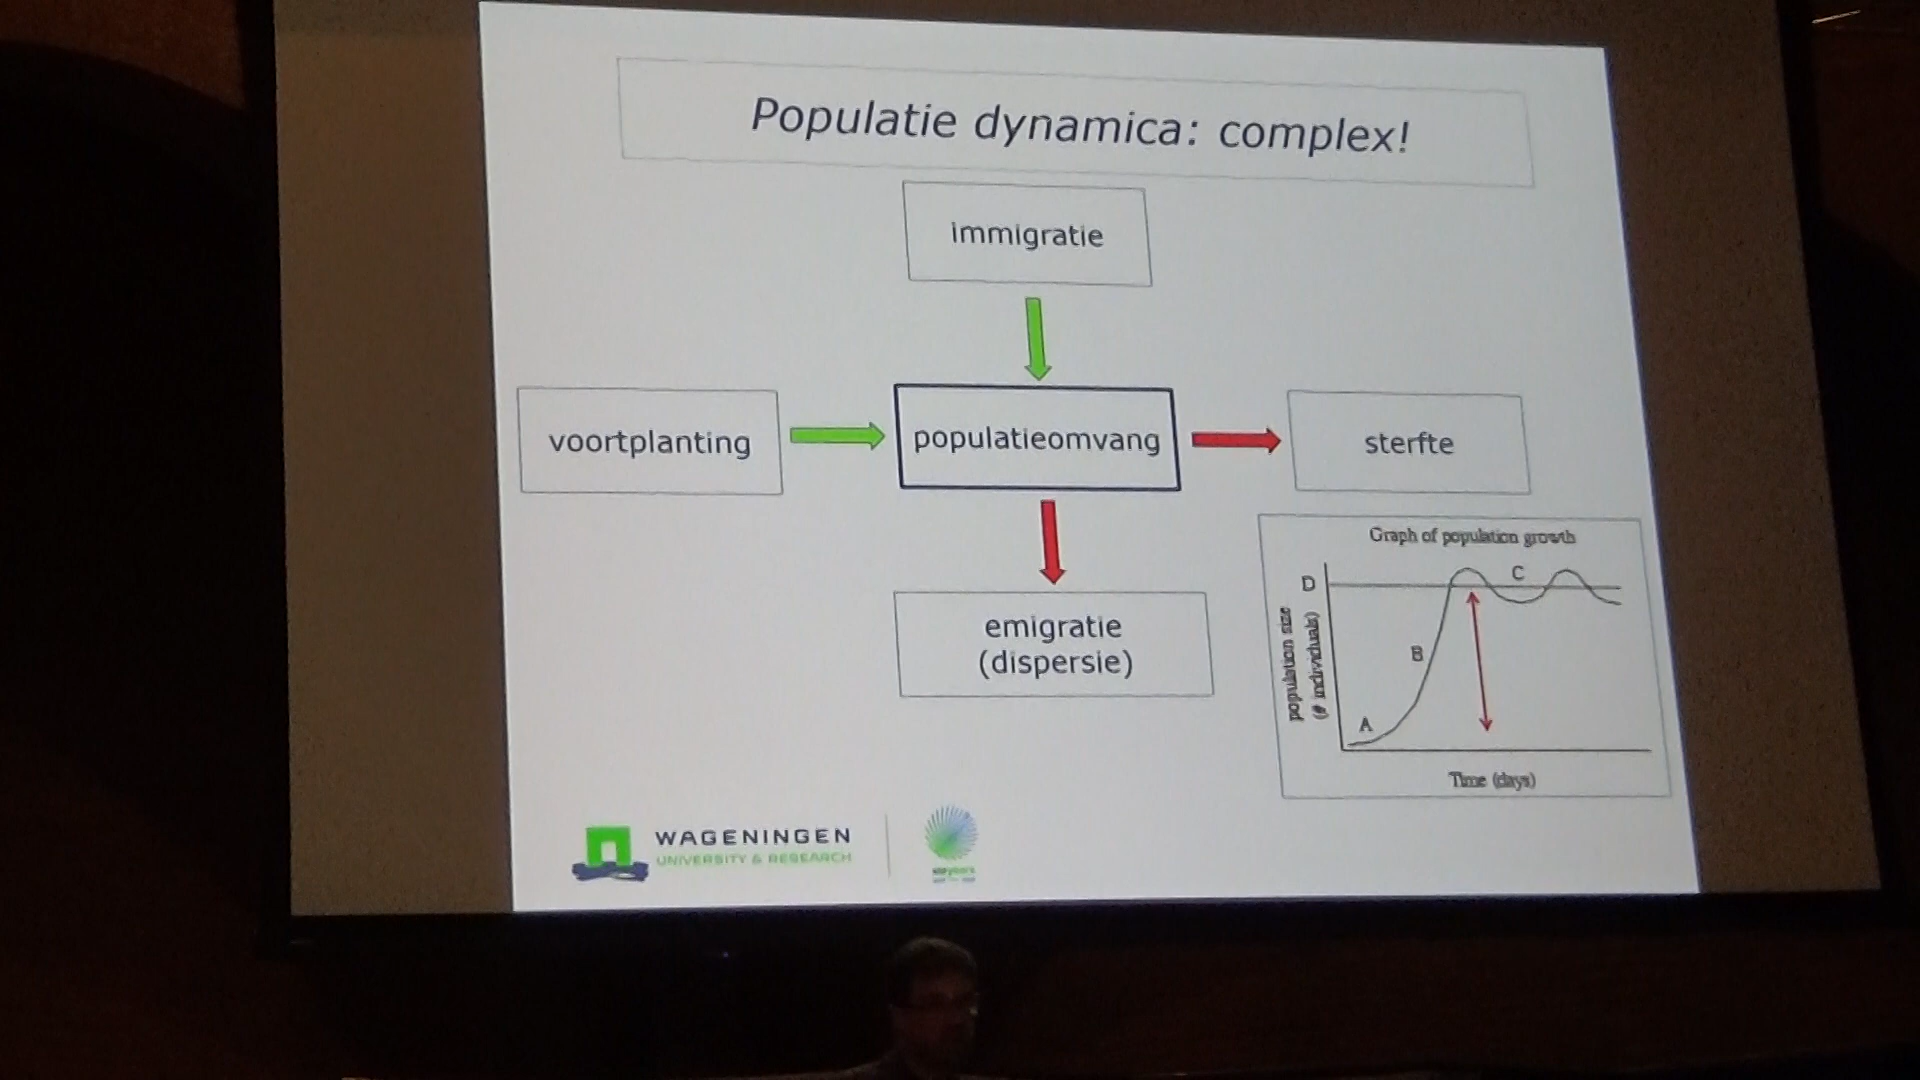 Populatie dynamica: complex!
immigratie
voortplanting
populatieomvang
sterfte
emigratie
(dispersie)
Graph of population growth
D
C
B
A
population size
(# individuals)
Time (days)
WAGENINGEN
UNIVERSITY & RESEARCH